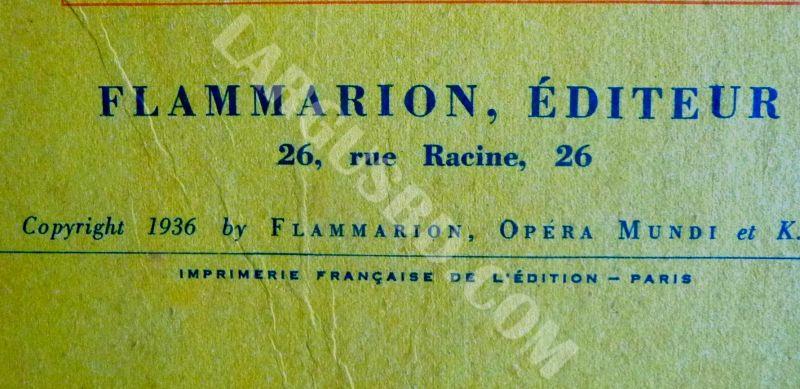 FLAMMARION, ÉDITEUR
26, rue Racine, 26
Copyright 1936 by FLAMMARION, OPÉRA MUNDI et K.
IMPRIMERIE FRANÇAISE DE L'ÉDITION – PARIS
LARGUSBD.COM